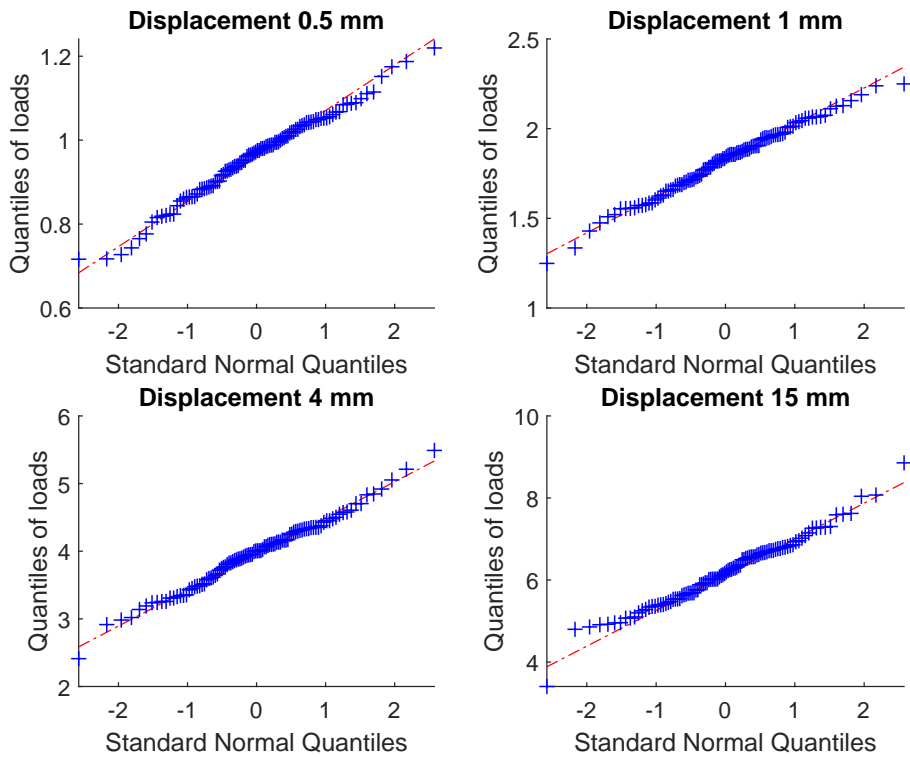 Displacement 0.5 mm
Quantiles of loads
1.2
1
0.8
0.6
-2 -1 0 1 2
Standard Normal Quantiles
Displacement 1 mm
Quantiles of loads
2.5
2
1.5
1
-2 -1 0 1 2
Standard Normal Quantiles
Displacement 4 mm
Quantiles of loads
6
5
4
3
2
-2 -1 0 1 2
Standard Normal Quantiles
Displacement 15 mm
Quantiles of loads
10
8
6
4
-2 -1 0 1 2
Standard Normal Quantiles